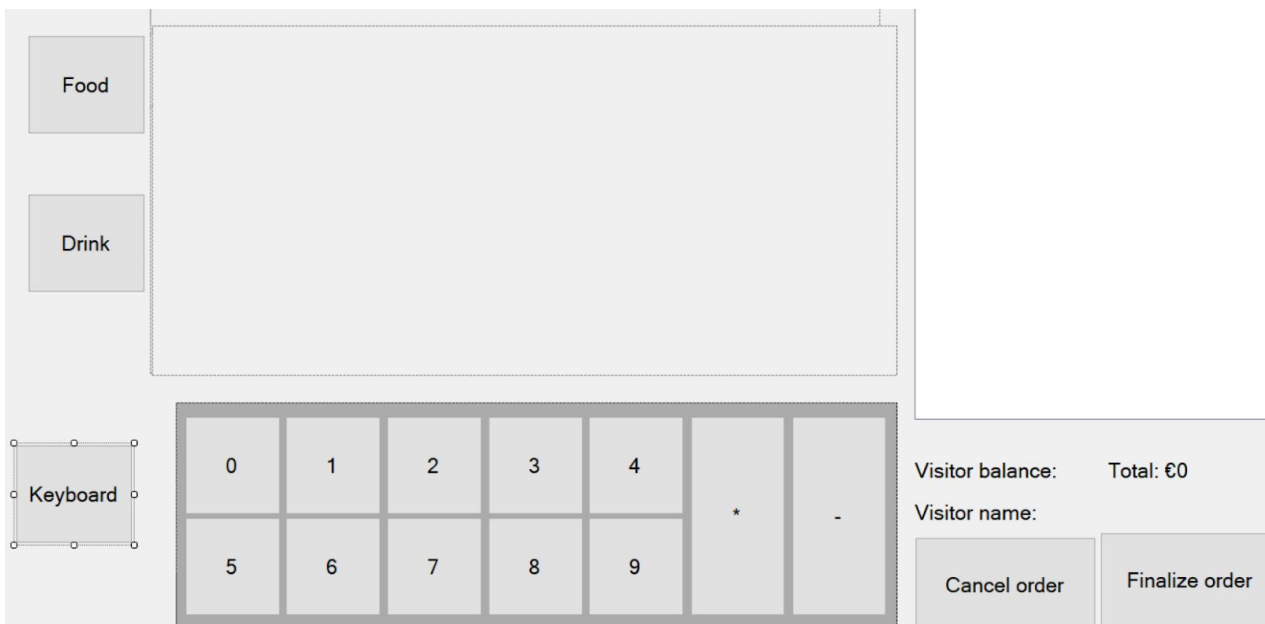 Food
Drink
Keyboard
0 1 2 3 4 * -
5 6 7 8 9
Visitor balance: Total: €0
Visitor name:
Cancel order Finalize order